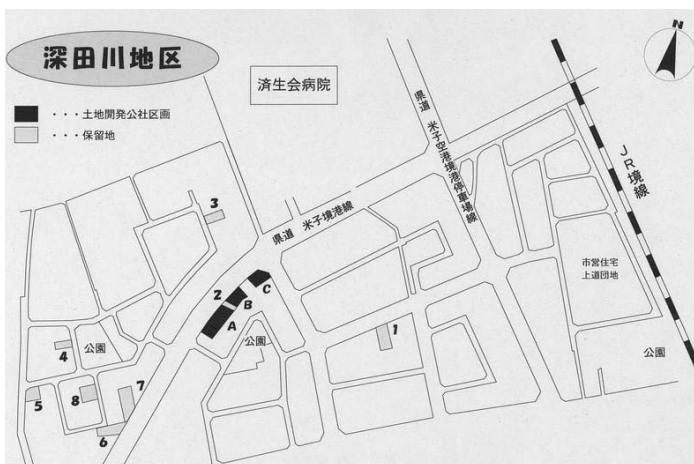 深田川地区
・・・土地開発公社区画
・・・保留地
済生会病院
N
県道 米子空港境港停車場線
JR境線
県道 米子境港線
市営住宅
上道団地
3
2
C
B
A
1
公園
公園
公園
4
5
8
7
6